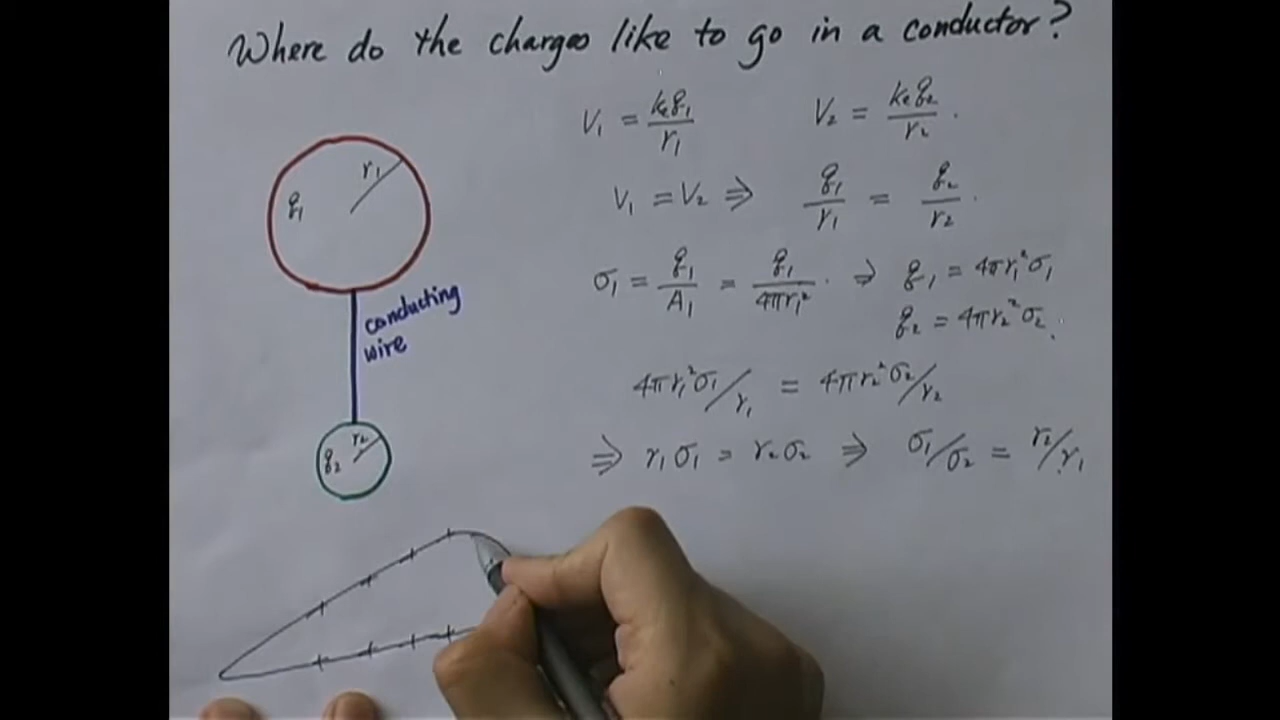 Where do the charges like to go in a conductor?
V₁ = kₑq₁/r₁    V₂ = kₑq₂/r₂.
r₁
q₁
V₁ = V₂ ⇒ q₁/r₁ = q₂/r₂.
σ₁ = q₁/A₁ = q₁/4πr₁². ⇒ q₁ = 4πr₁²σ₁
q₂ = 4πr₂²σ₂.
conducting
wire
4πr₁²σ₁/r₁ = 4πr₂²σ₂/r₂
⇒ r₁σ₁ = r₂σ₂ ⇒ σ₁/σ₂ = r₂/r₁
r₂
q₂